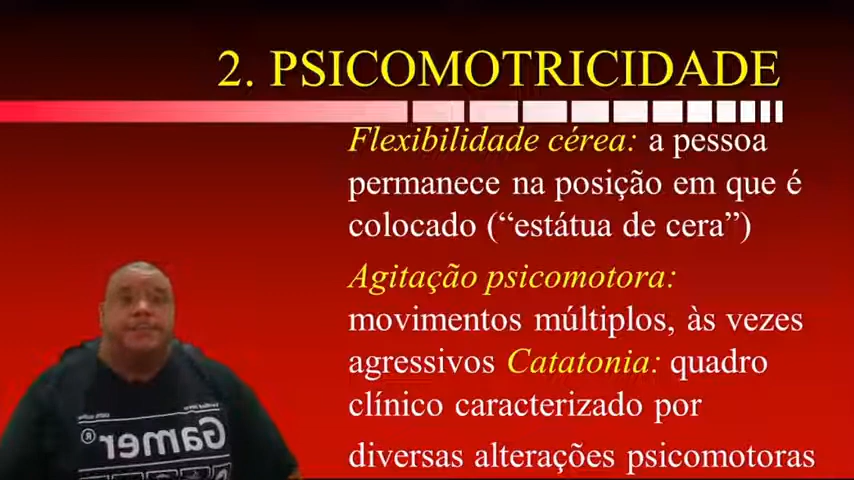 2. PSICOMOTRICIDADE
Flexibilidade cérea: a pessoa
permanece na posição em que é
colocado (“estátua de cera”)
Agitação psicomotora:
movimentos múltiplos, às vezes
agressivos Catatonia: quadro
clínico caracterizado por
diversas alterações psicomotoras
Gamer®